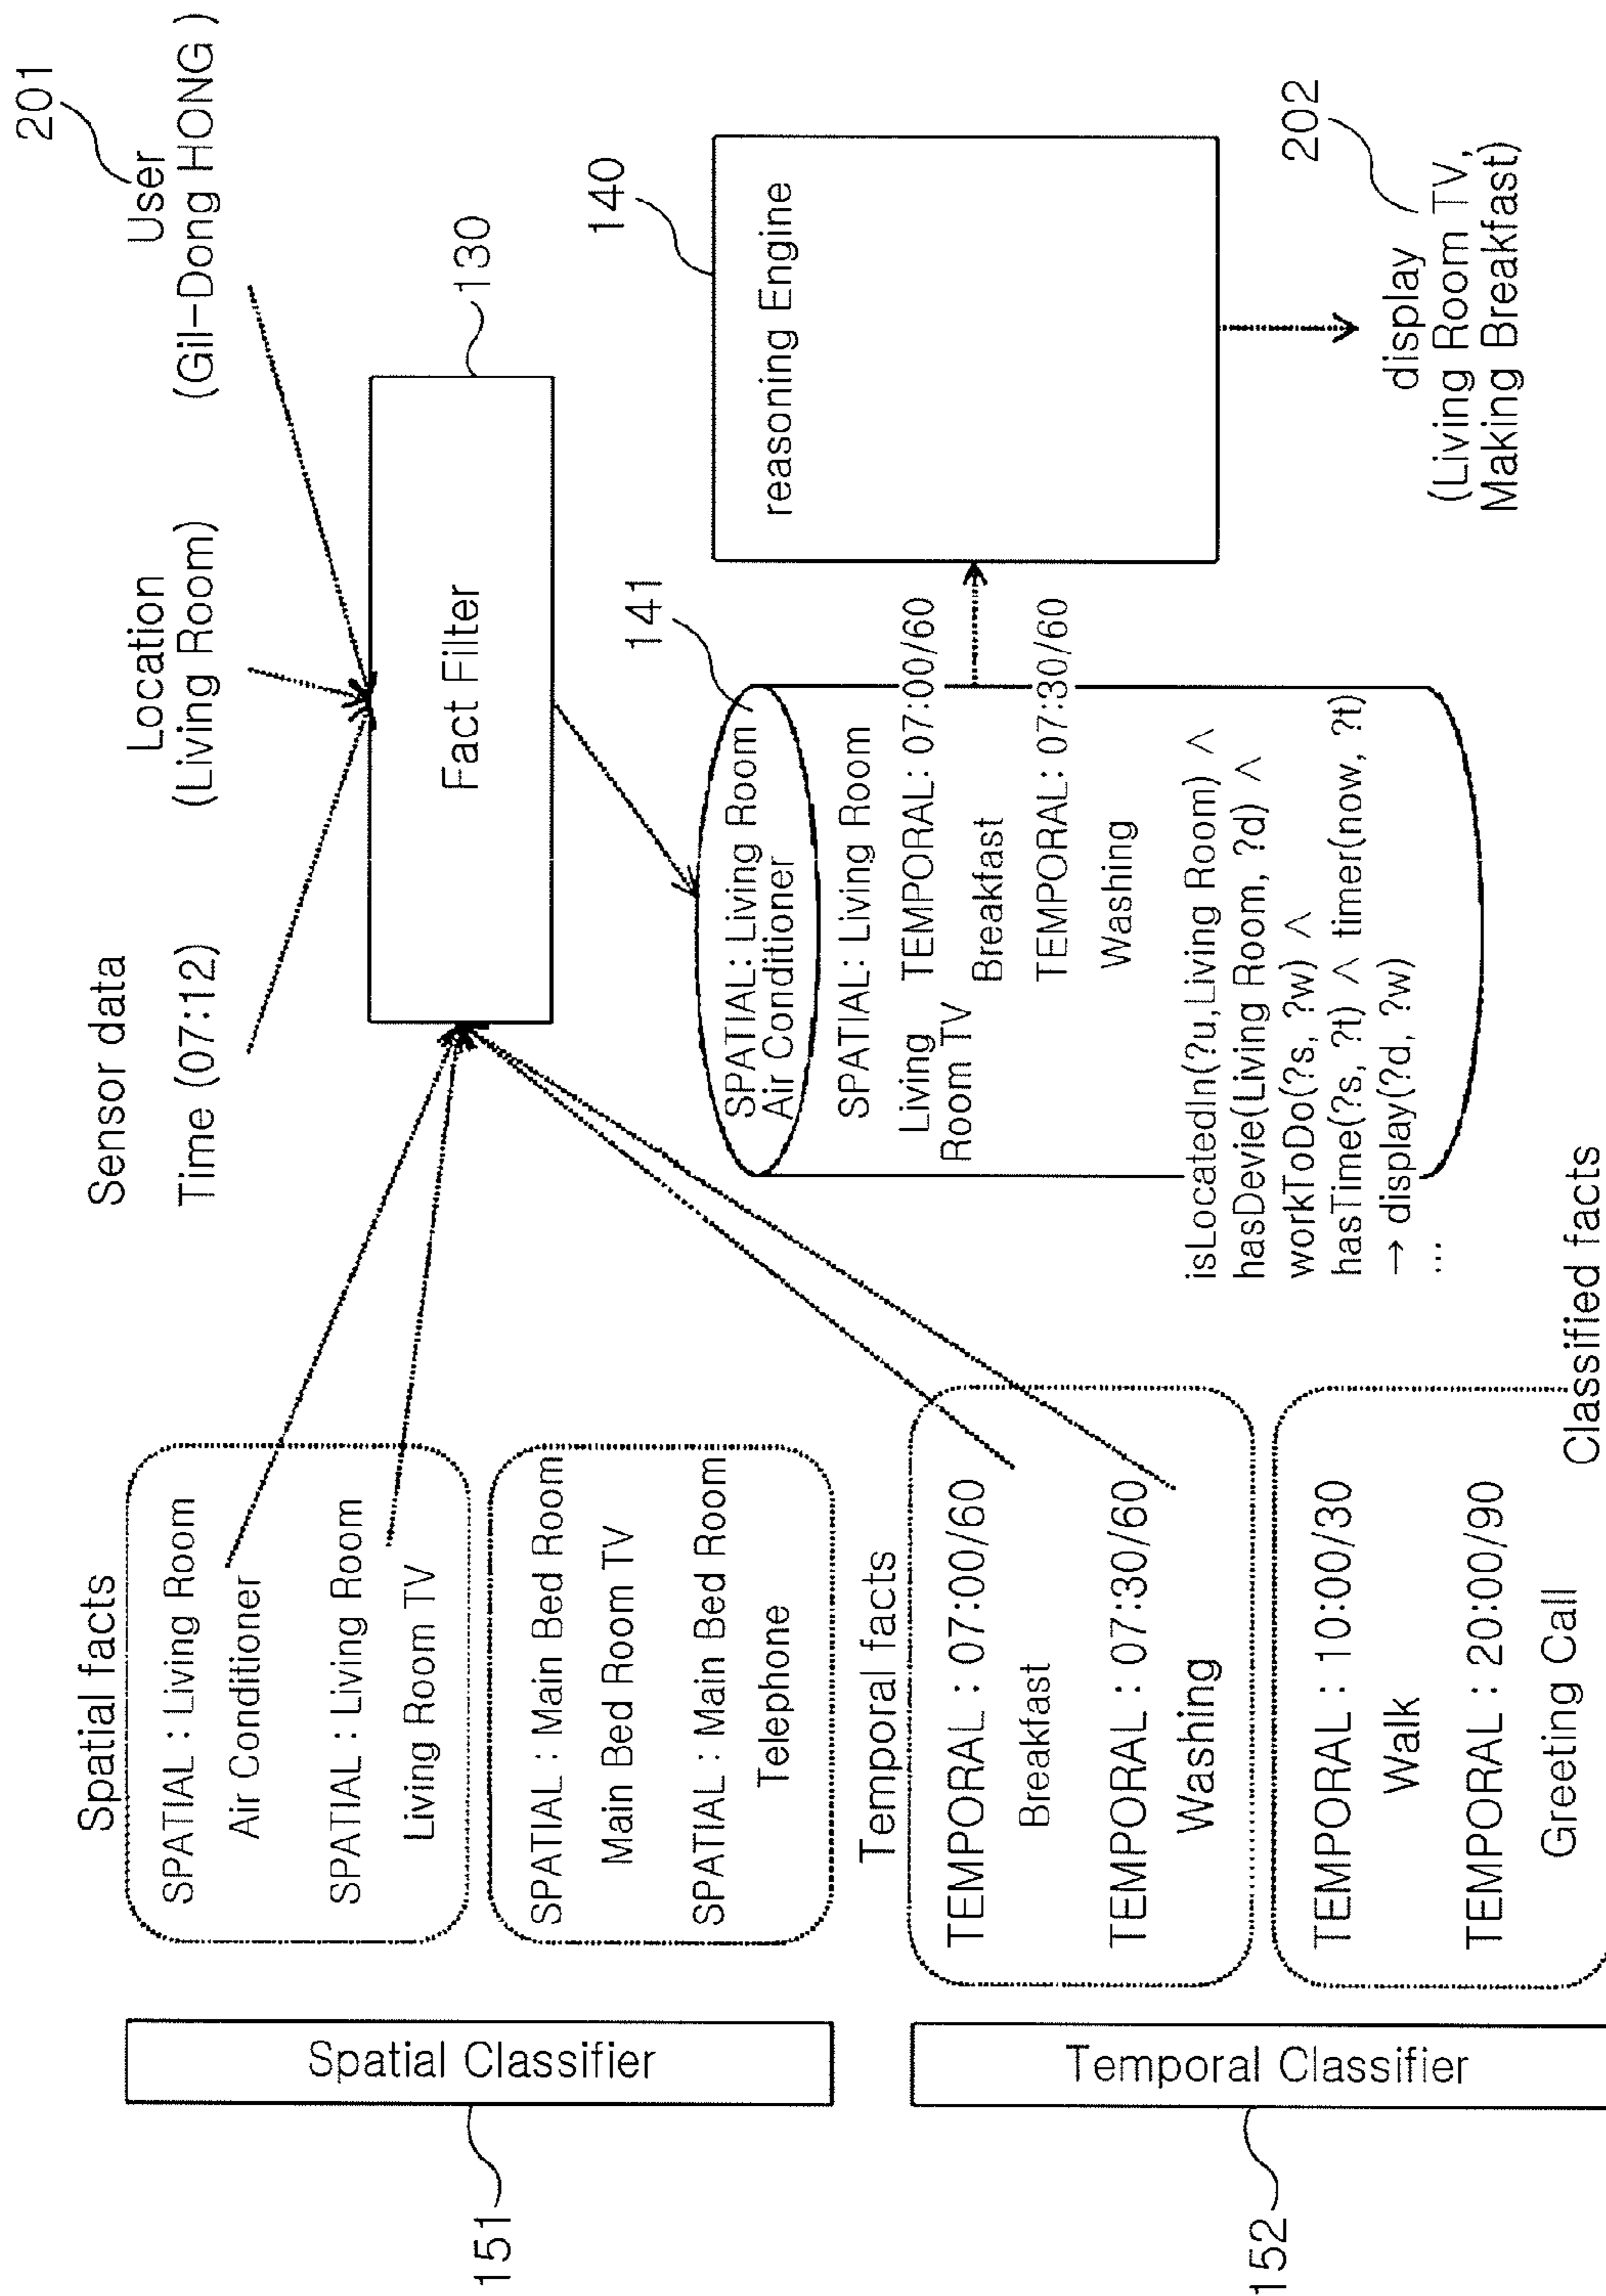 201
Sensor data
Time (07:12)
Location
(Living Room)
User
(Gil-Dong HONG )
Spatial facts
SPATIAL : Living Room
Air Conditioner
SPATIAL : Living Room
Living Room TV
SPATIAL : Main Bed Room
Main Bed Room TV
SPATIAL : Main Bed Room
Telephone
Spatial Classifier
151
Fact Filter
130
Temporal facts
TEMPORAL : 07:00/60
Breakfast
TEMPORAL : 07:30/60
Washing
TEMPORAL : 10:00/30
Walk
TEMPORAL : 20:00/90
Greeting Call
Classified facts
Temporal Classifier
152
141
SPATIAL: Living Room
Air Conditioner
SPATIAL: Living Room
Living
Room TV
TEMPORAL: 07:00/60
Breakfast
TEMPORAL: 07:30/60
Washing
isLocatedIn(?u,Living Room) ∧
hasDevie(Living Room, ?d) ∧
workToDo(?s, ?w) ∧
hasTime(?s, ?t) ∧ timer(now, ?t)
→ display(?d, ?w)
...
140
reasoning Engine
202
display
(Living Room TV,
Making Breakfast)